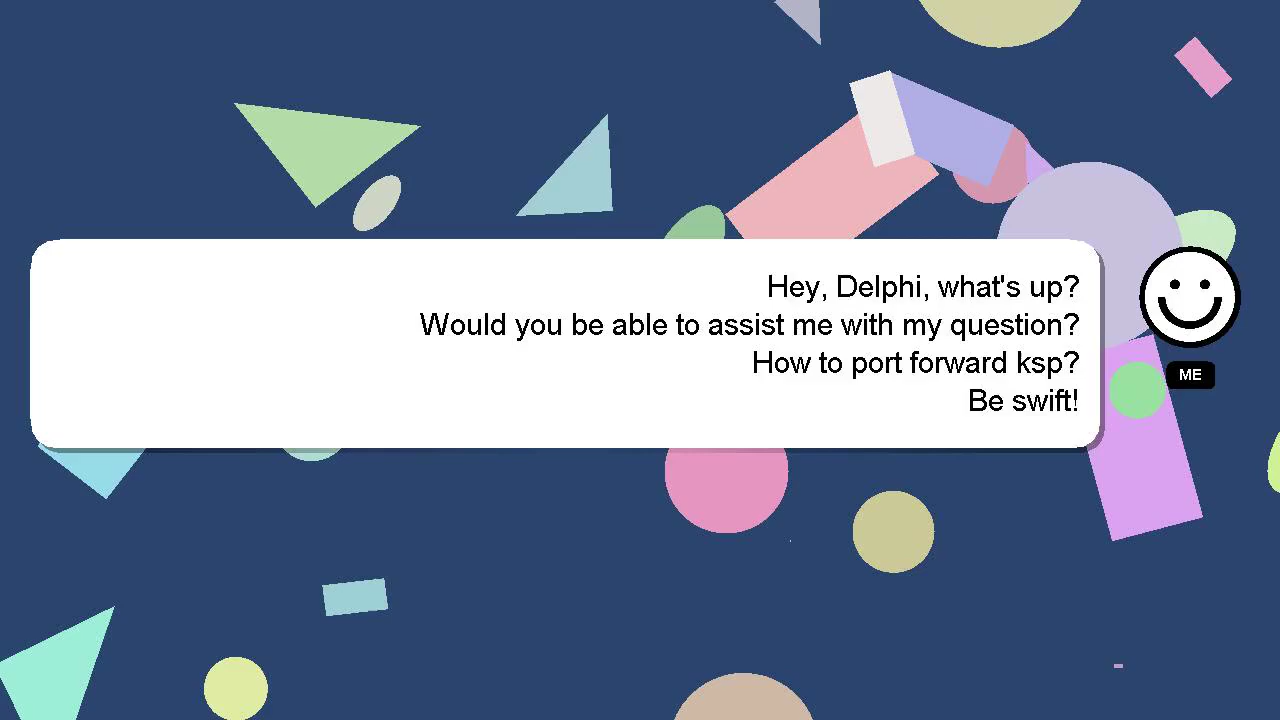 Hey, Delphi, what's up?
Would you be able to assist me with my question?
How to port forward ksp?
Be swift!
ME